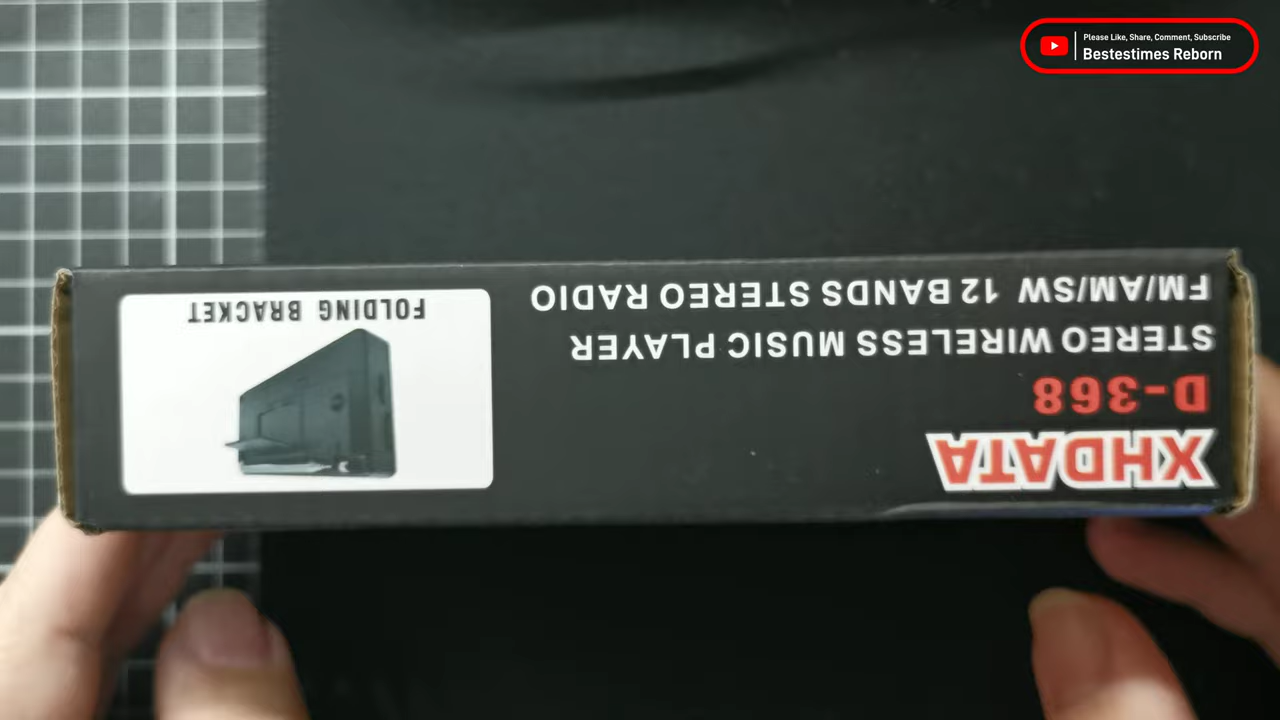 Please Like, Share, Comment, Subscribe
Bestestimes Reborn
XHDATA
D-368
STEREO WIRELESS MUSIC PLAYER
FM/AM/SW 12 BANDS STEREO RADIO
FOLDING BRACKET